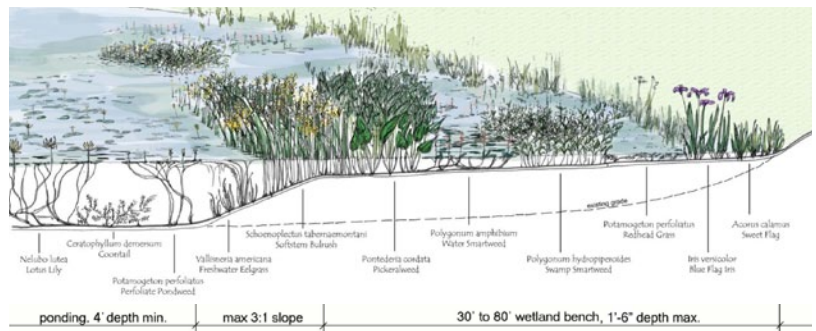 existing grade
Nelubo lutea
Lotus Lily
Ceratophyllum demersum
Coontail
Potamogeton perfoliatus
Perfoliate Pondweed
Vallisneria americana
Freshwater Eelgrass
Schoenoplectus tabernaemontani
Softstem Bulrush
Pontederia cordata
Pickeralweed
Polygonum amphibium
Water Smartweed
Polygonum hydropiperoides
Swamp Smartweed
Potamogeton perfoliatus
Redhead Grass
Iris versicolor
Blue Flag Iris
Acorus calamus
Sweet Flag
ponding. 4' depth min.
max 3:1 slope
30' to 80' wetland bench, 1'-6" depth max.